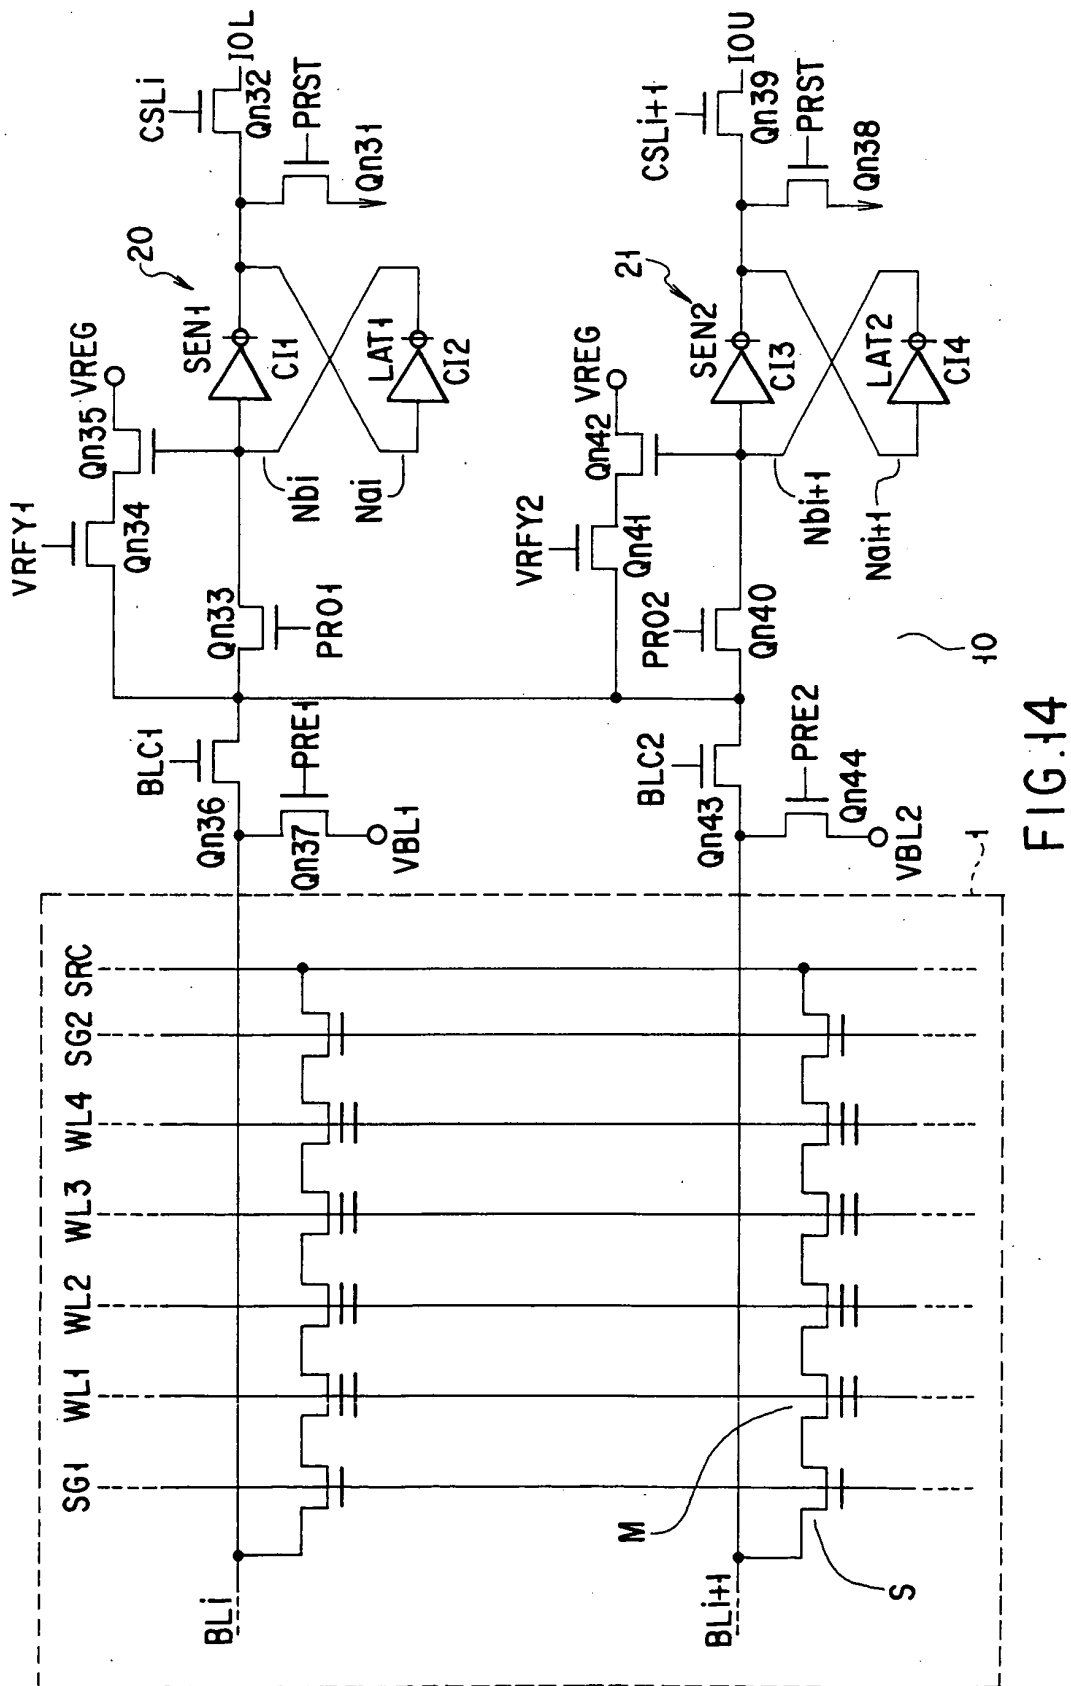 CSLi
IOL
Qn32
PRST
Qn31
20
SEN1
CI1
LAT1
CI2
VREG
Qn35
VRFY1
Qn34
Nbi
Nai
Qn33
PRO1
BLC1
Qn36
PRE1
Qn37
VBL1
CSLi+1
IOU
Qn39
PRST
Qn38
21
SEN2
CI3
LAT2
CI4
VREG
Qn42
VRFY2
Qn41
Nbi+1
Nai+1
PRO2
Qn40
BLC2
Qn43
PRE2
Qn44
VBL2
10
1
SG1 WL1 WL2 WL3 WL4 SG2 SRC
BLi
BLi+1
M
S
FIG.14